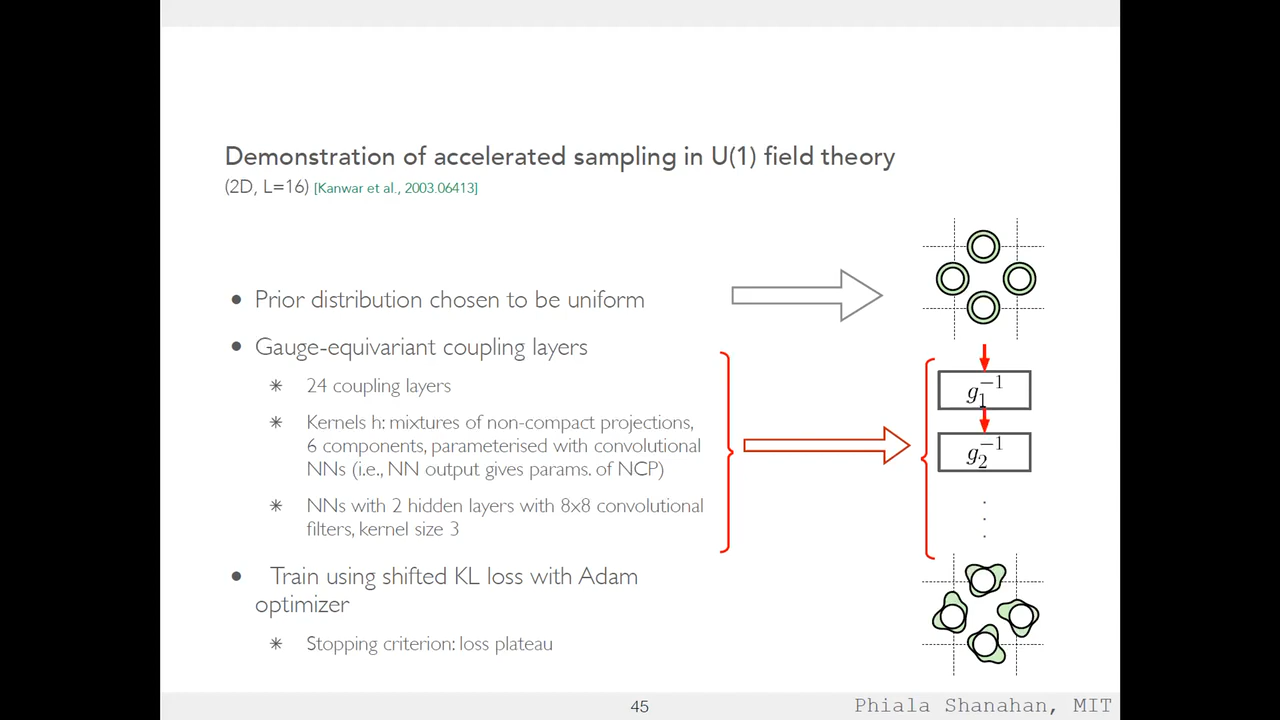 Demonstration of accelerated sampling in U(1) field theory
(2D, L=16) [Kanwar et al., 2003.06413]
• Prior distribution chosen to be uniform
• Gauge-equivariant coupling layers
✳ 24 coupling layers
✳ Kernels h: mixtures of non-compact projections,
6 components, parameterised with convolutional
NNs (i.e., NN output gives params. of NCP)
✳ NNs with 2 hidden layers with 8x8 convolutional
filters, kernel size 3
• Train using shifted KL loss with Adam
optimizer
✳ Stopping criterion: loss plateau
g₁⁻¹
g₂⁻¹
.
.
.
45
Phiala Shanahan, MIT